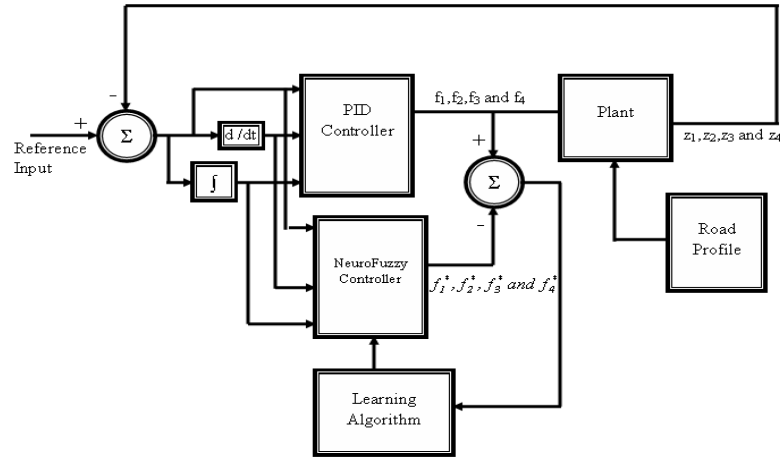 -
+
Σ
Reference
Input
d/dt
∫
PID
Controller
f₁,f₂,f₃ and f₄
Plant
z₁,z₂,z₃ and z₄
+
Σ
-
Road
Profile
NeuroFuzzy
Controller
f₁*, f₂*, f₃* and f₄*
Learning
Algorithm